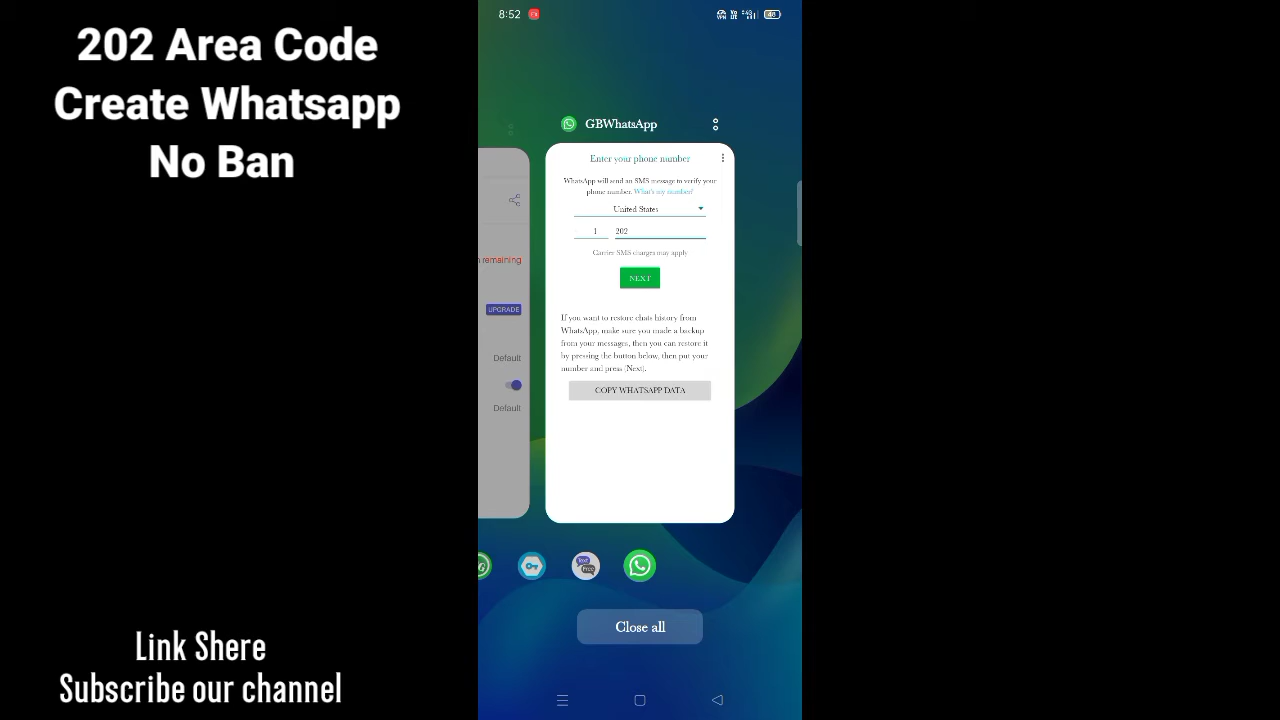 202 Area Code
Create Whatsapp
No Ban
Link Shere
Subscribe our channel
8:52
GBWhatsApp
Enter your phone number
WhatsApp will send an SMS message to verify your
phone number. What's my number?
United States
1 202
Carrier SMS charges may apply
NEXT
If you want to restore chats history from
WhatsApp, make sure you made a backup
from your messages, then you can restore it
by pressing the button below, then put your
number and press [Next].
COPY WHATSAPP DATA
remaining
UPGRADE
Default
Default
Text
Free
Close all